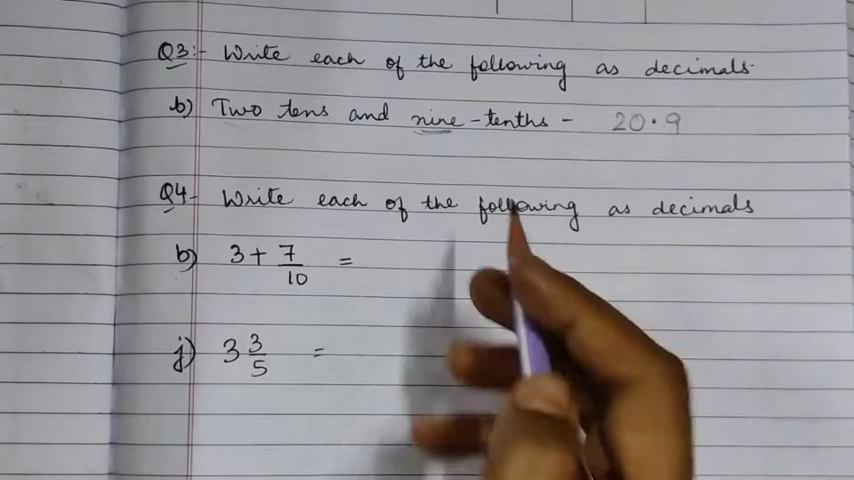 Q3:- Write each of the following as decimals.
b) Two tens and nine-tenths - 20.9
Q4- Write each of the following as decimals
b) 3 + 7/10 =
j) 3 3/5 =